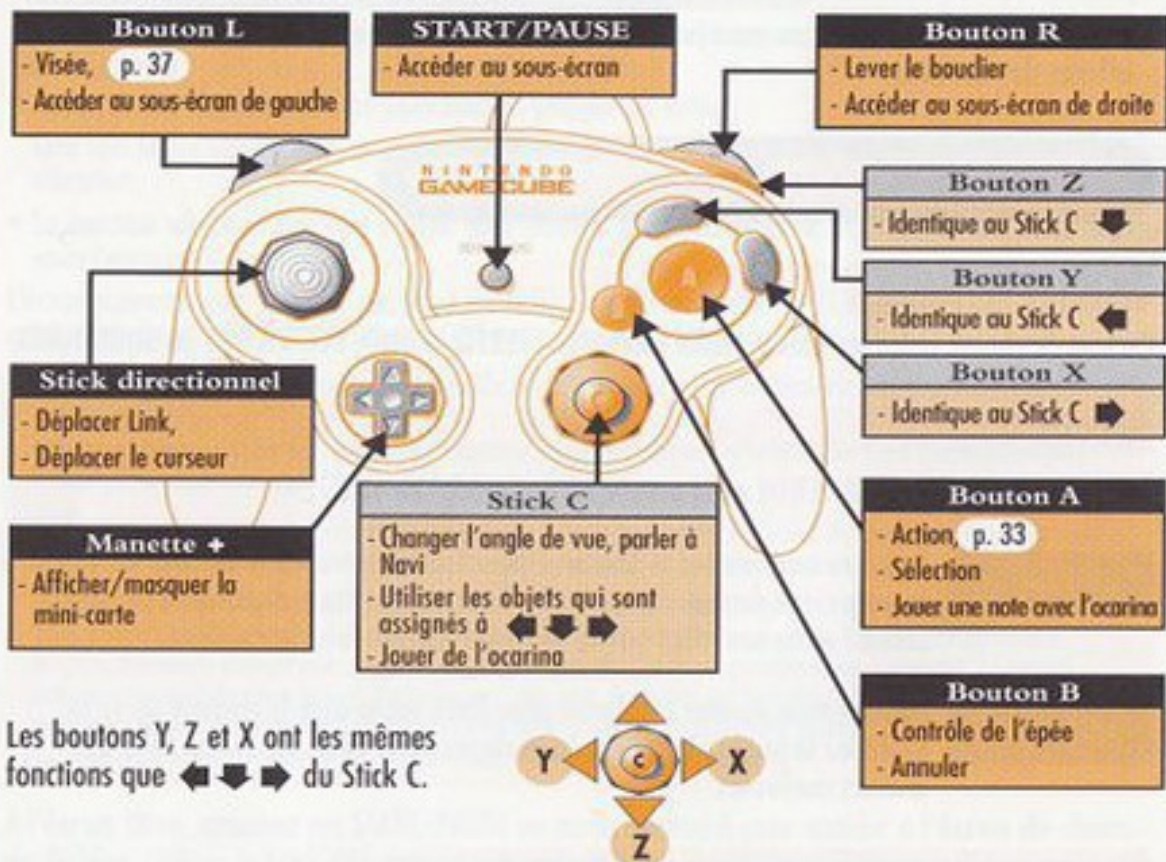 Bouton L
- Visée, p. 37
- Accéder au sous-écran de gauche
START/PAUSE
- Accéder au sous-écran
Bouton R
- Lever le bouclier
- Accéder au sous-écran de droite
NINTENDO
GAMECUBE
Bouton Z
- Identique au Stick C ⬇
Bouton Y
- Identique au Stick C ⬅
Bouton X
- Identique au Stick C ➡
A
Stick directionnel
- Déplacer Link,
- Déplacer le curseur
C
Manette +
- Afficher/masquer la
mini-carte
Stick C
- Changer l'angle de vue, parler à
Navi
- Utiliser les objets qui sont
assignés à ⬅ ⬇ ➡
- Jouer de l'ocarina
Bouton A
- Action, p. 33
- Sélection
- Jouer une note avec l'ocarina
Bouton B
- Contrôle de l'épée
- Annuler
Les boutons Y, Z et X ont les mêmes
fonctions que ⬅ ⬇ ➡ du Stick C.
Y C X
Z